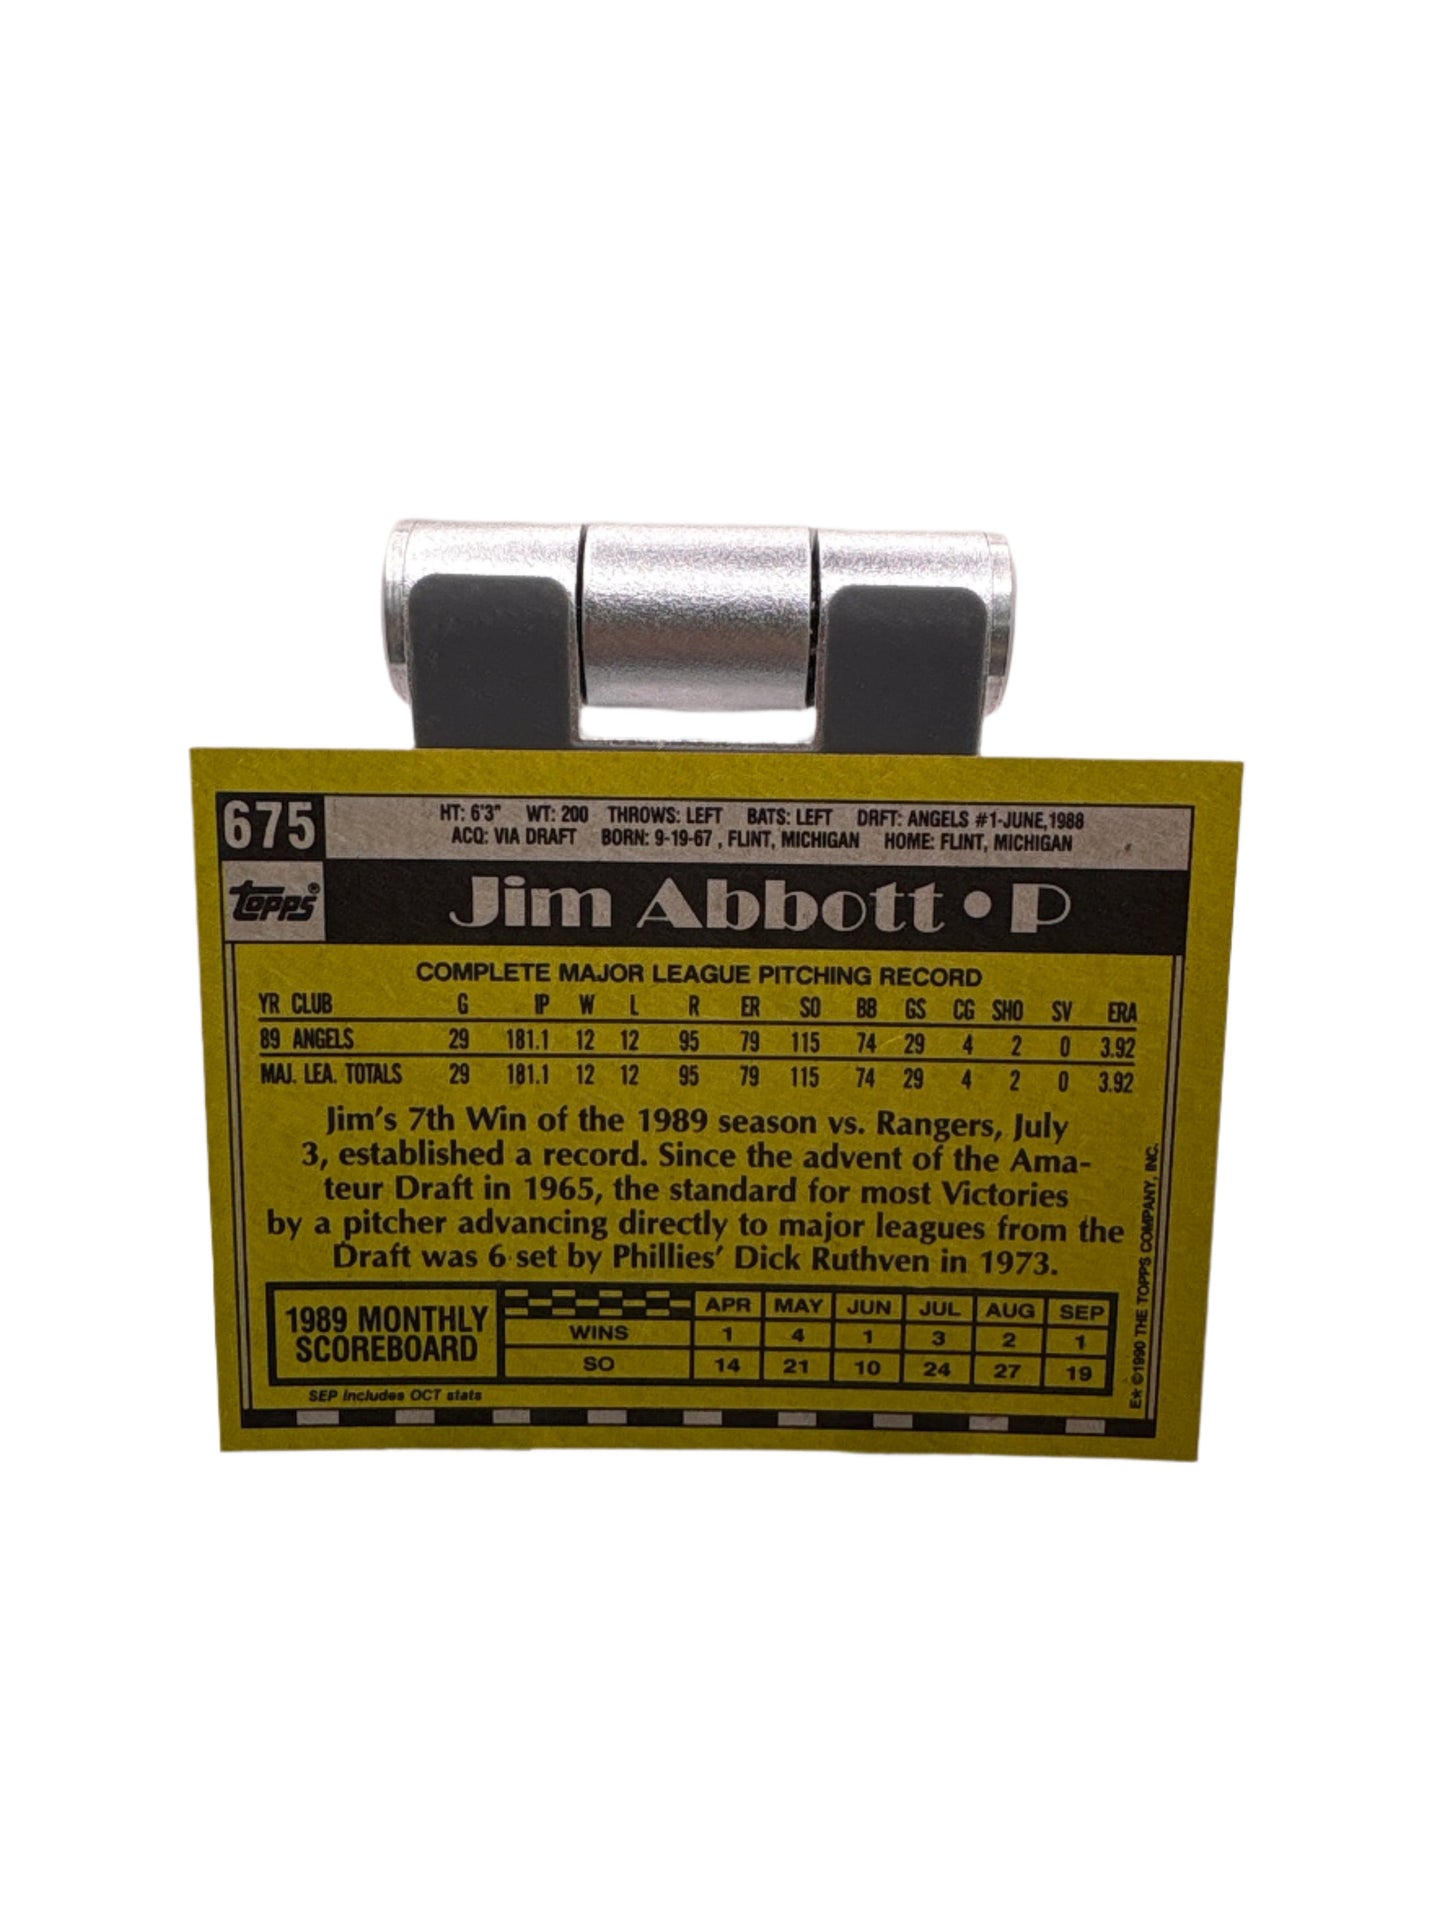 675
HT: 6'3" WT: 200 THROWS: LEFT BATS: LEFT DRFT: ANGELS #1-JUNE,1988
ACQ: VIA DRAFT BORN: 9-19-67 , FLINT, MICHIGAN HOME: FLINT, MICHIGAN
TOPPS®
Jim Abbott • P
COMPLETE MAJOR LEAGUE PITCHING RECORD
YR CLUB G IP W L R ER SO BB GS CG SHO SV ERA
89 ANGELS 29 181.1 12 12 95 79 115 74 29 4 2 0 3.92
MAJ. LEA. TOTALS 29 181.1 12 12 95 79 115 74 29 4 2 0 3.92
Jim's 7th Win of the 1989 season vs. Rangers, July
3, established a record. Since the advent of the Ama-
teur Draft in 1965, the standard for most Victories
by a pitcher advancing directly to major leagues from the
Draft was 6 set by Phillies' Dick Ruthven in 1973.
1989 MONTHLY
SCOREBOARD
APR MAY JUN JUL AUG SEP
WINS 1 4 1 3 2 1
SO 14 21 10 24 27 19
SEP includes OCT stats
E* ©1990 THE TOPPS COMPANY, INC.